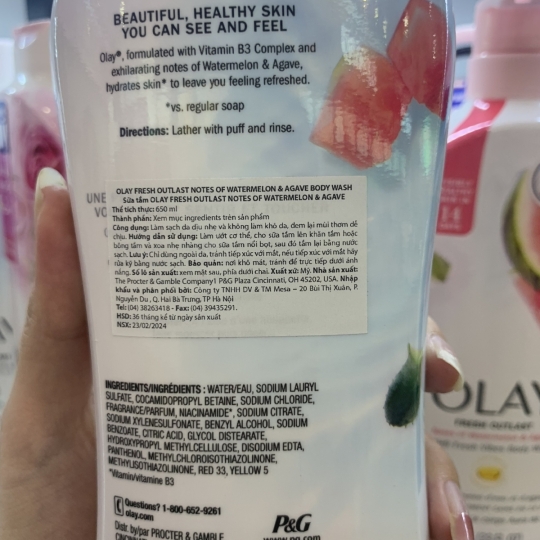 BEAUTIFUL, HEALTHY SKIN
YOU CAN SEE AND FEEL
Olay®, formulated with Vitamin B3 Complex and
exhilarating notes of Watermelon & Agave,
hydrates skin* to leave you feeling refreshed.
*vs. regular soap
Directions: Lather with puff and rinse.
OLAY FRESH OUTLAST NOTES OF WATERMELON & AGAVE BODY WASH
Sữa tắm OLAY FRESH OUTLAST NOTES OF WATERMELON & AGAVE
Thể tích thực: 650 ml
Thành phần: Xem mục ingredients trên sản phẩm
Công dụng: Làm sạch da dịu nhẹ và không làm khô da, đem lại mùi thơm dễ
chịu. Hướng dẫn sử dụng: Làm ướt cơ thể, cho sữa tắm lên khăn tắm hoặc
bông tắm và xoa nhẹ nhàng cho sữa tắm nổi bọt, sau đó tắm lại bằng nước
sạch. Lưu ý: Chỉ dùng ngoài da, tránh tiếp xúc với mắt, nếu tiếp xúc với mắt hãy
rửa kỹ bằng nước sạch. Bảo quản: nơi khô mát, tránh để trực tiếp dưới ánh
nắng. Số lô sản xuất: xem mặt sau, phía dưới chai. Xuất xứ: Mỹ. Nhà sản xuất:
The Procter & Gamble Company1 P&G Plaza Cincinnati, OH 45202, USA. Nhập
khẩu và phân phối bởi: Công ty TNHH DV & TM Mesa – 20 Bùi Thị Xuân, P.
Nguyễn Du, Q. Hai Bà Trưng, TP Hà Nội
Tel: (04) 38263418 - Fax: (04) 39435291.
HSD: 36 tháng kể từ ngày sản xuất
NSX: 23/02/2024
INGREDIENTS/INGRÉDIENTS : WATER/EAU, SODIUM LAURYL
SULFATE, COCAMIDOPROPYL BETAINE, SODIUM CHLORIDE,
FRAGRANCE/PARFUM, NIACINAMIDE*, SODIUM CITRATE,
SODIUM XYLENESULFONATE, BENZYL ALCOHOL, SODIUM
BENZOATE, CITRIC ACID, GLYCOL DISTEARATE,
HYDROXYPROPYL METHYLCELLULOSE, DISODIUM EDTA,
PANTHENOL, METHYLCHLOROISOTHIAZOLINONE,
METHYLISOTHIAZOLINONE, RED 33, YELLOW 5
*Vitamin/vitamine B3
Questions? 1-800-652-9261
olay.com
Distr. by/par PROCTER & GAMBLE
P&G
OLAY
FRESH OUTLAST